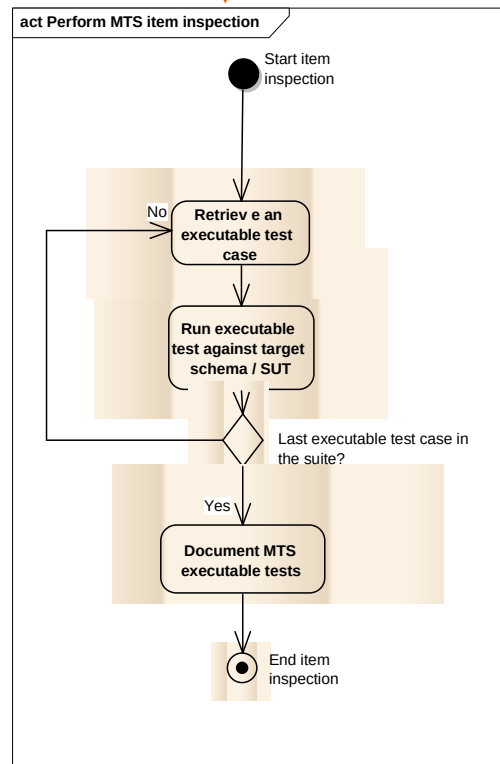 act Perform MTS item inspection
Start item
inspection
No
Retriev e an
executable test
case
Run executable
test against target
schema / SUT
Last executable test case in
the suite?
Yes
Document MTS
executable tests
End item
inspection